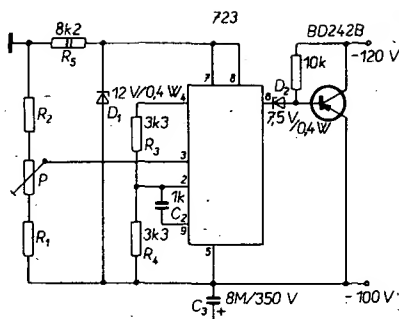 723
BD242B
8k2
R5
-120 V
10k
7
8
12 V/0,4 W
4
6
D2
D1
7,5 V/0,4 W
R2
3k3
R3
3
P
2
1k
C2
9
R1
3k3
R4
5
8M/350 V
C3
+
-100 V